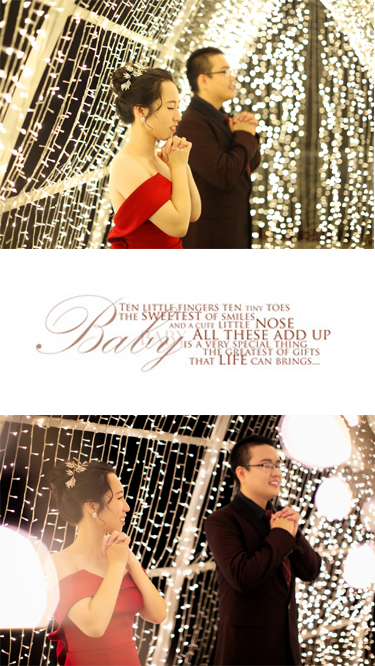 Baby
TEN LITTLE FINGERS TEN TINY TOES
THE SWEETEST OF SMILES
AND A CUTE LITTLE NOSE
BABY ALL THESE ADD UP
IS A VERY SPECIAL THING
THE GREATEST OF GIFTS
THAT LIFE CAN BRINGS....